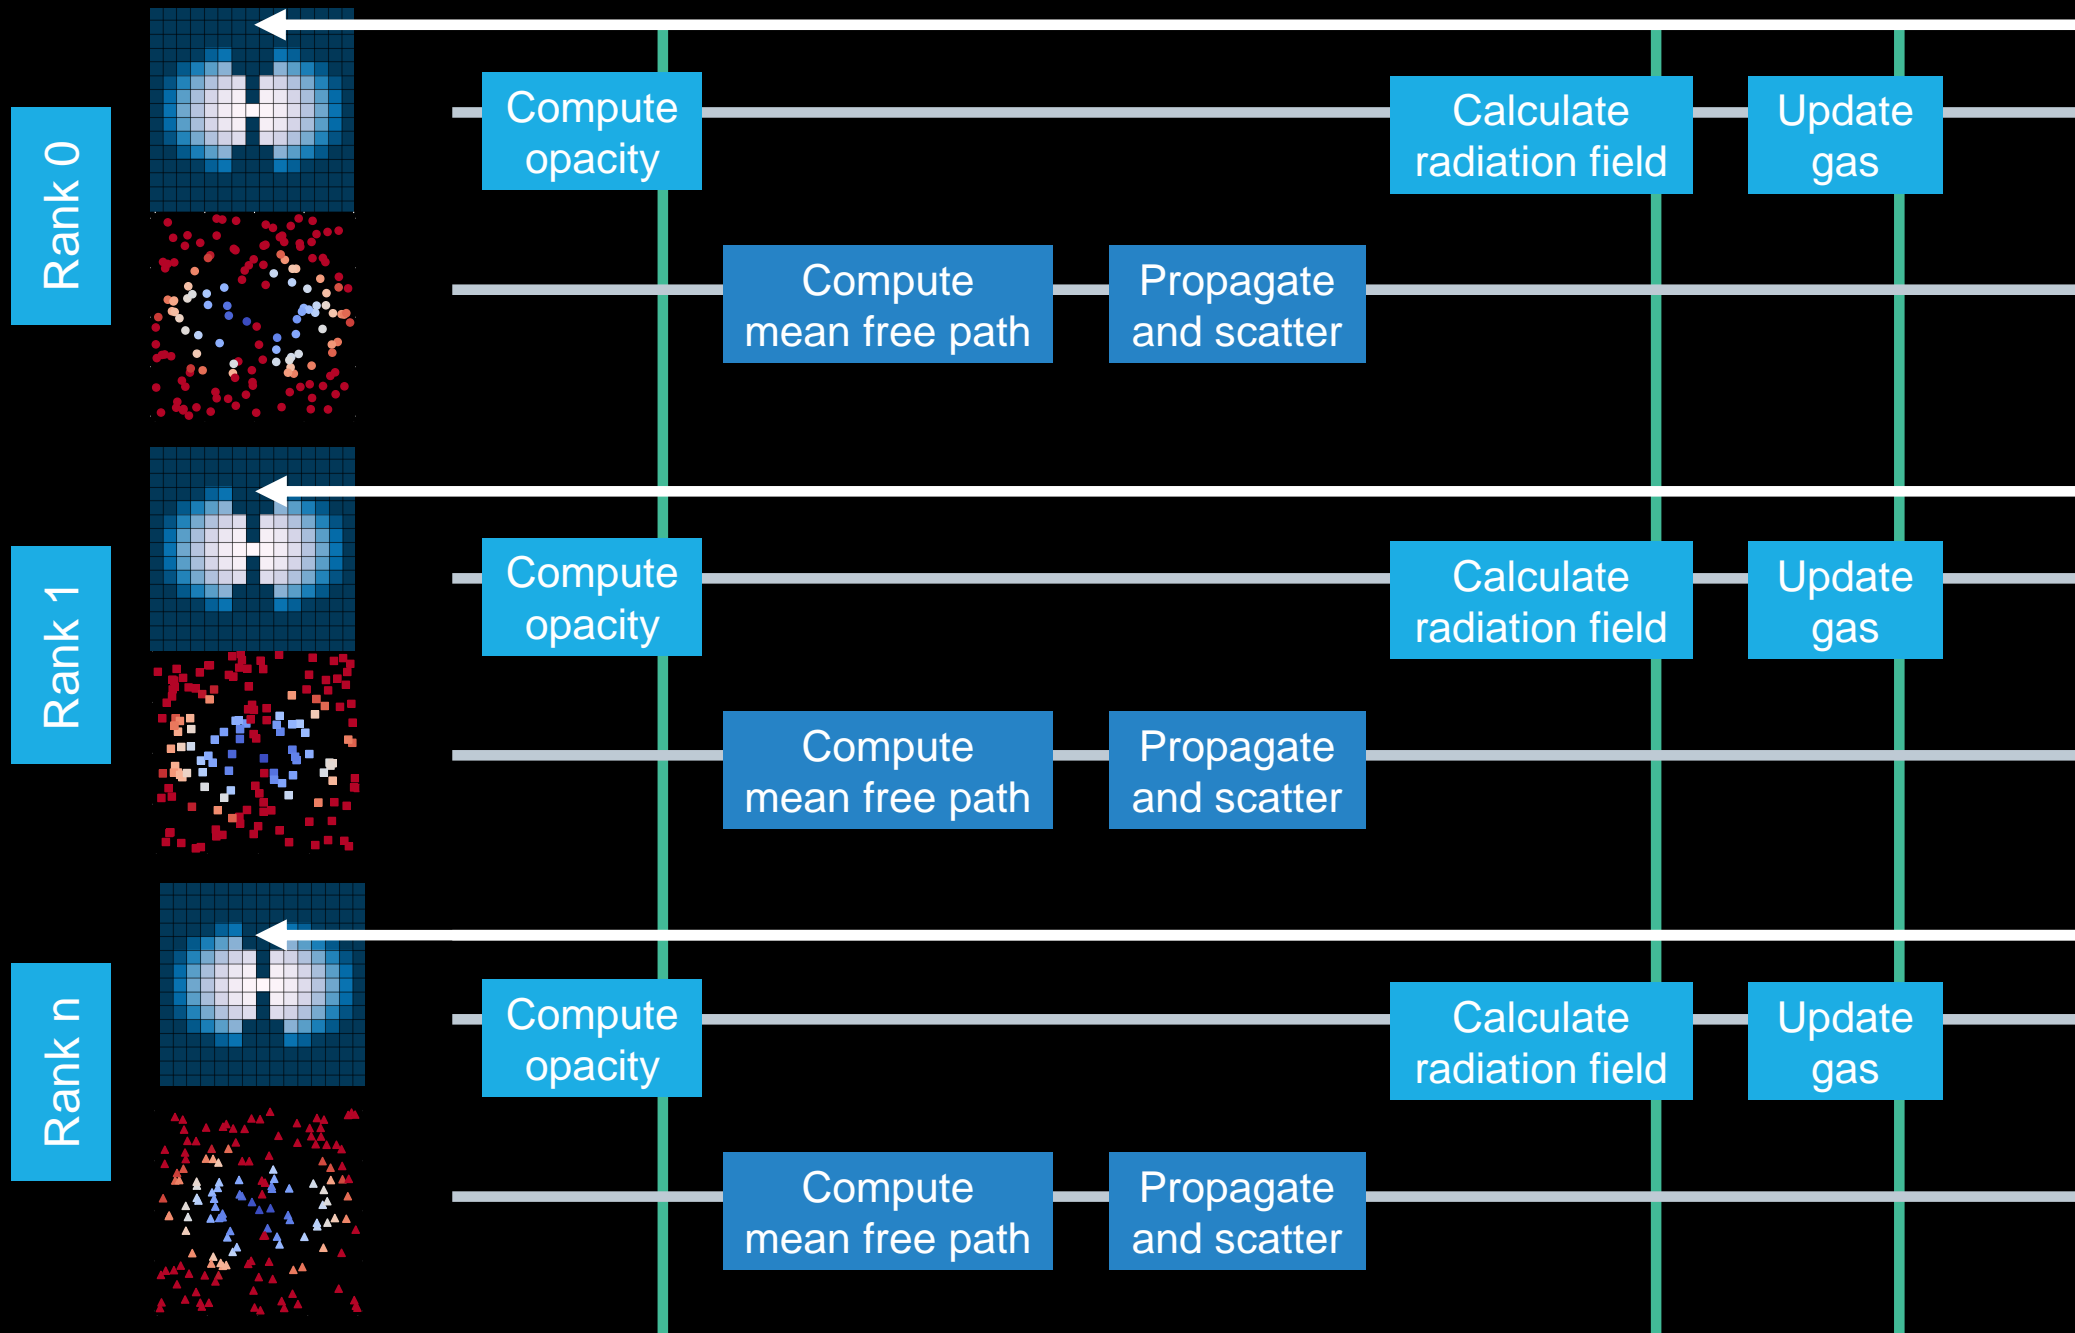 Rank 0
Compute
opacity
Calculate
radiation field
Update
gas
Compute
mean free path
Propagate
and scatter
Rank 1
Compute
opacity
Calculate
radiation field
Update
gas
Compute
mean free path
Propagate
and scatter
Rank n
Compute
opacity
Calculate
radiation field
Update
gas
Compute
mean free path
Propagate
and scatter